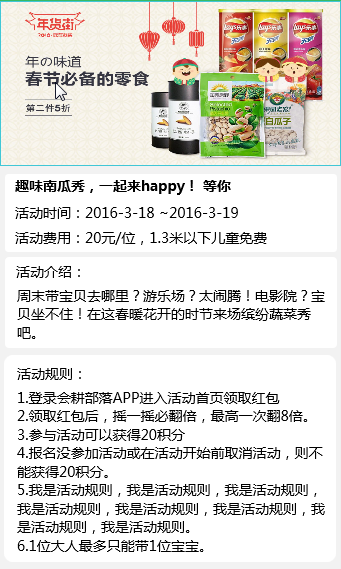 年货街
年の味道
春节必备的零食
第二件5折
Lay's乐事
Lay's乐事
Lay's乐事
Pistachio
白瓜子
趣味南瓜秀，一起来happy！ 等你
活动时间：2016-3-18 ~2016-3-19
活动费用：20元/位，1.3米以下儿童免费
活动介绍：
周末带宝贝去哪里？游乐场？太闹腾！电影院？宝
贝坐不住！在这春暖花开的时节来场缤纷蔬菜秀
吧。
活动规则：
1.登录会耕部落APP进入活动首页领取红包
2.领取红包后，摇一摇必翻倍，最高一次翻8倍。
3.参与活动可以获得20积分
4.报名没参加活动或在活动开始前取消活动，则不
能获得20积分。
5.我是活动规则，我是活动规则，我是活动规则，
我是活动规则，我是活动规则，我是活动规则，我
是活动规则，我是活动规则。
6.1位大人最多只能带1位宝宝。